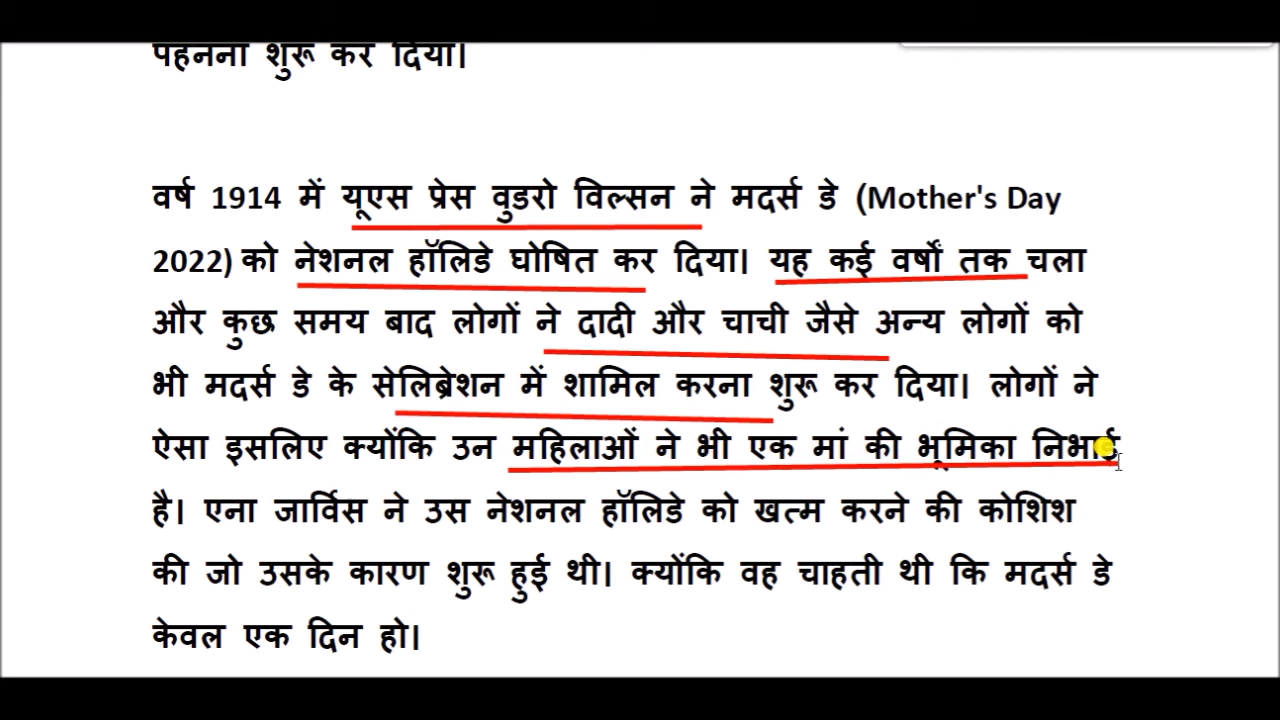 पहनना शुरू कर दिया।
वर्ष 1914 में यूएस प्रेस वुडरो विल्सन ने मदर्स डे (Mother's Day
2022) को नेशनल हॉलिडे घोषित कर दिया। यह कई वर्षों तक चला
और कुछ समय बाद लोगों ने दादी और चाची जैसे अन्य लोगों को
भी मदर्स डे के सेलिब्रेशन में शामिल करना शुरू कर दिया। लोगों ने
ऐसा इसलिए क्योंकि उन महिलाओं ने भी एक मां की भूमिका निभाई
है। एना जार्विस ने उस नेशनल हॉलिडे को खत्म करने की कोशिश
की जो उसके कारण शुरू हुई थी। क्योंकि वह चाहती थी कि मदर्स डे
केवल एक दिन हो।